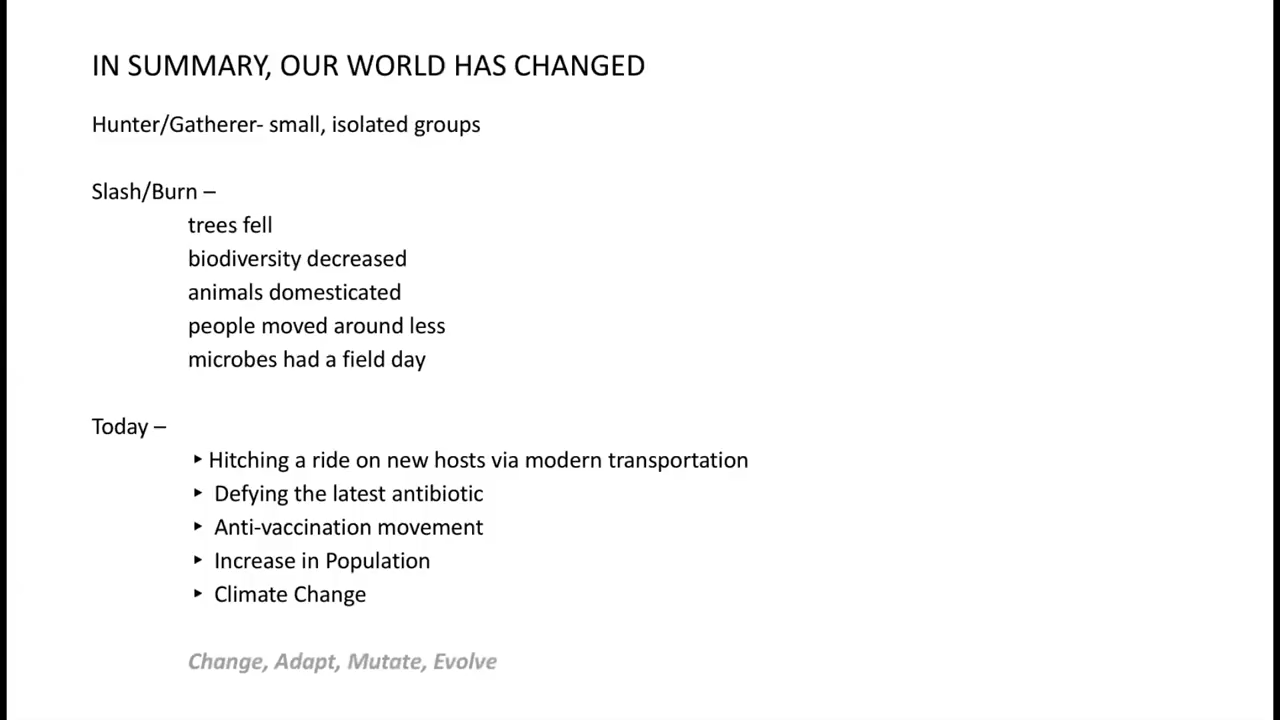 IN SUMMARY, OUR WORLD HAS CHANGED
Hunter/Gatherer- small, isolated groups
Slash/Burn –
trees fell
biodiversity decreased
animals domesticated
people moved around less
microbes had a field day
Today –
‣ Hitching a ride on new hosts via modern transportation
‣ Defying the latest antibiotic
‣ Anti-vaccination movement
‣ Increase in Population
‣ Climate Change
Change, Adapt, Mutate, Evolve